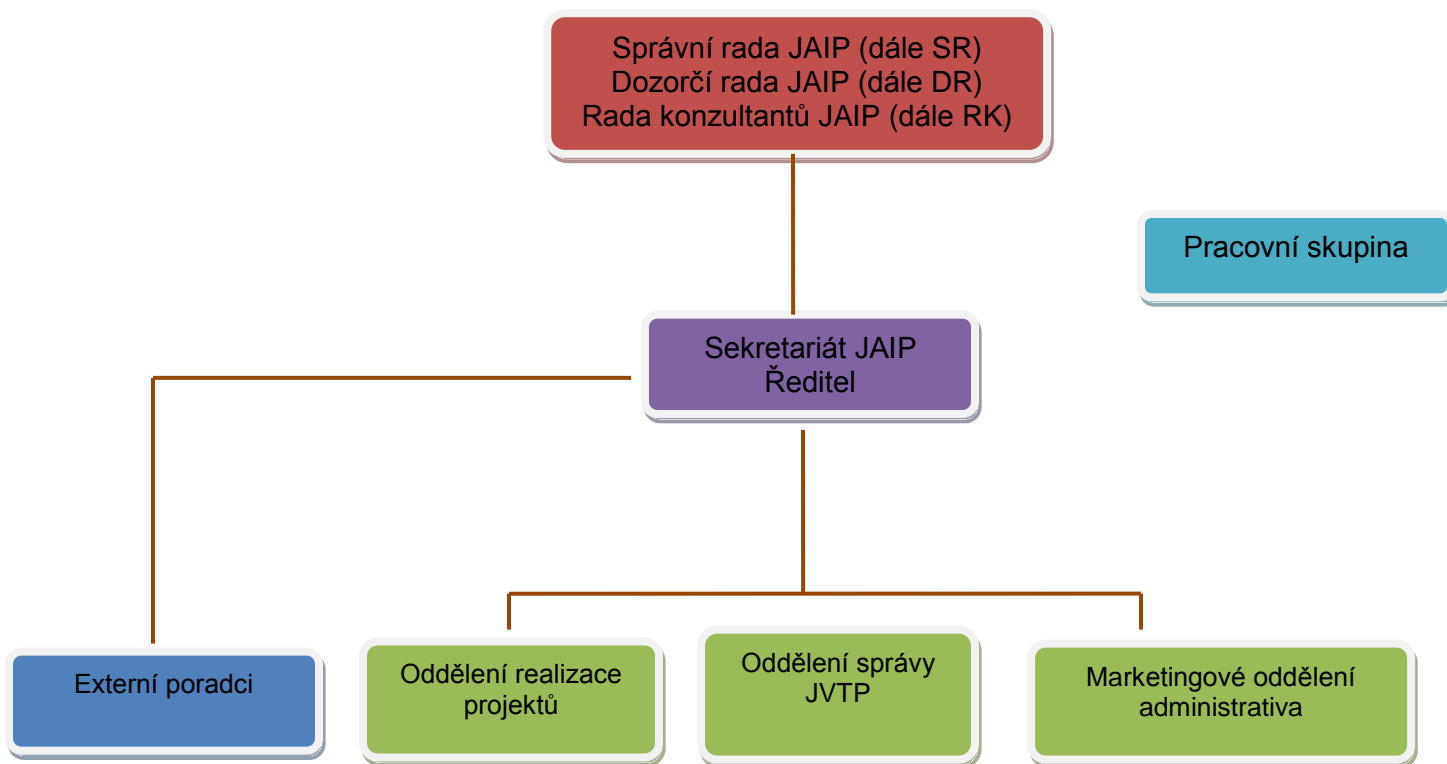 Správní rada JAIP (dále SR)
Dozorčí rada JAIP (dále DR)
Rada konzultantů JAIP (dále RK)
Pracovní skupina
Sekretariát JAIP
Ředitel
Externí poradci
Oddělení realizace
projektů
Oddělení správy
JVTP
Marketingové oddělení
administrativa